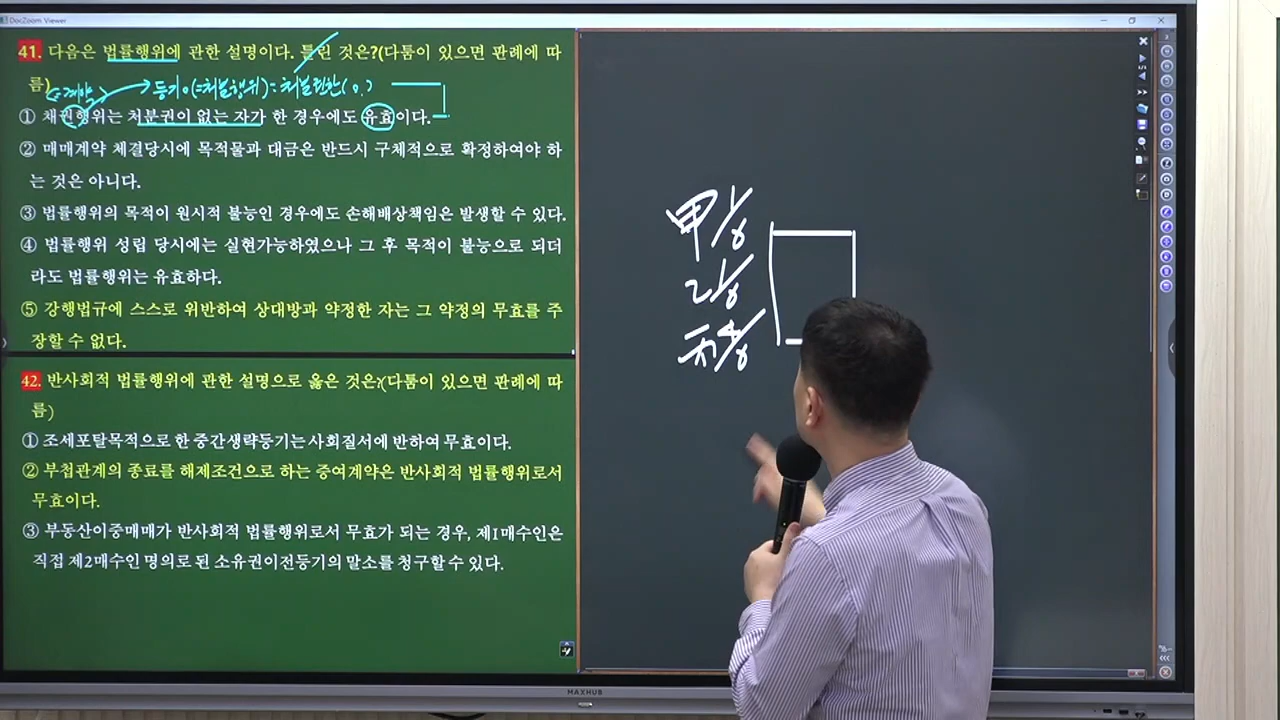 DocZoom Viewer
41. 다음은 법률행위에 관한 설명이다. 틀린 것은?(다툼이 있으면 판례에 따
름)
(=계약) → 등기 (=처분행위) = 처분권한(O)
① 채권행위는 처분권이 없는 자가 한 경우에도 유효이다.
② 매매계약 체결당시에 목적물과 대금은 반드시 구체적으로 확정하여야 하
는 것은 아니다.
③ 법률행위의 목적이 원시적 불능인 경우에도 손해배상책임은 발생할 수 있다.
④ 법률행위 성립 당시에는 실현가능하였으나 그 후 목적이 불능으로 되더
라도 법률행위는 유효하다.
⑤ 강행법규에 스스로 위반하여 상대방과 약정한 자는 그 약정의 무효를 주
장할 수 없다.
42. 반사회적 법률행위에 관한 설명으로 옳은 것은?(다툼이 있으면 판례에 따
름)
① 조세포탈목적으로 한 중간생략등기는 사회질서에 반하여 무효이다.
② 부첩관계의 종료를 해제조건으로 하는 증여계약은 반사회적 법률행위로서
무효이다.
③ 부동산이중매매가 반사회적 법률행위로서 무효가 되는 경우, 제1매수인은
직접 제2매수인 명의로 된 소유권이전등기의 말소를 청구할 수 있다.
甲
乙
丙
MAXHUB